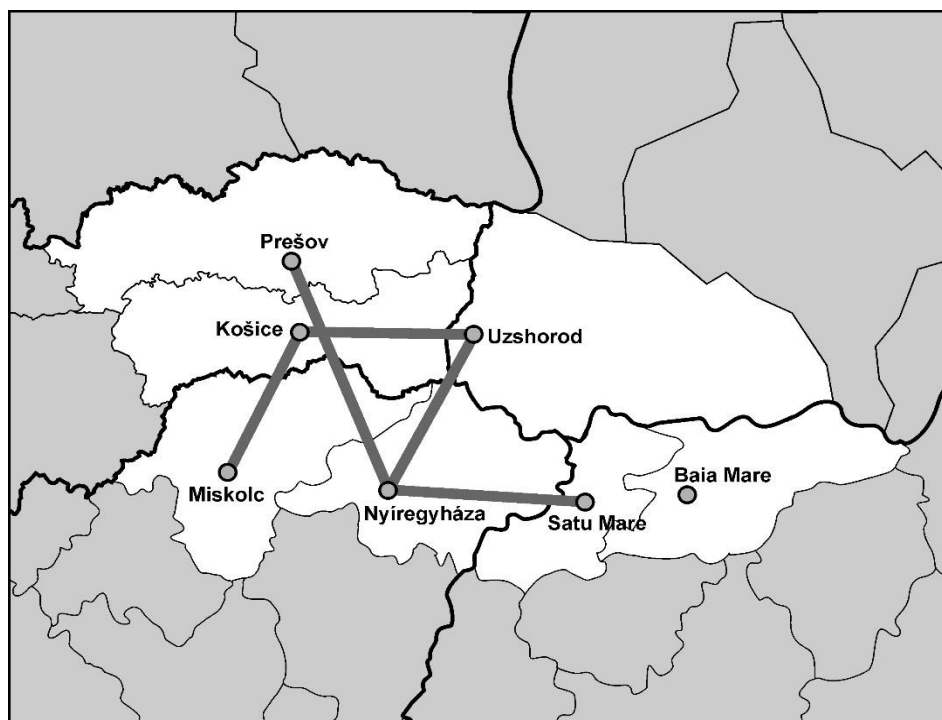 Prešov
Košice
Uzshorod
Miskolc
Nyíregyháza
Satu Mare
Baia Mare